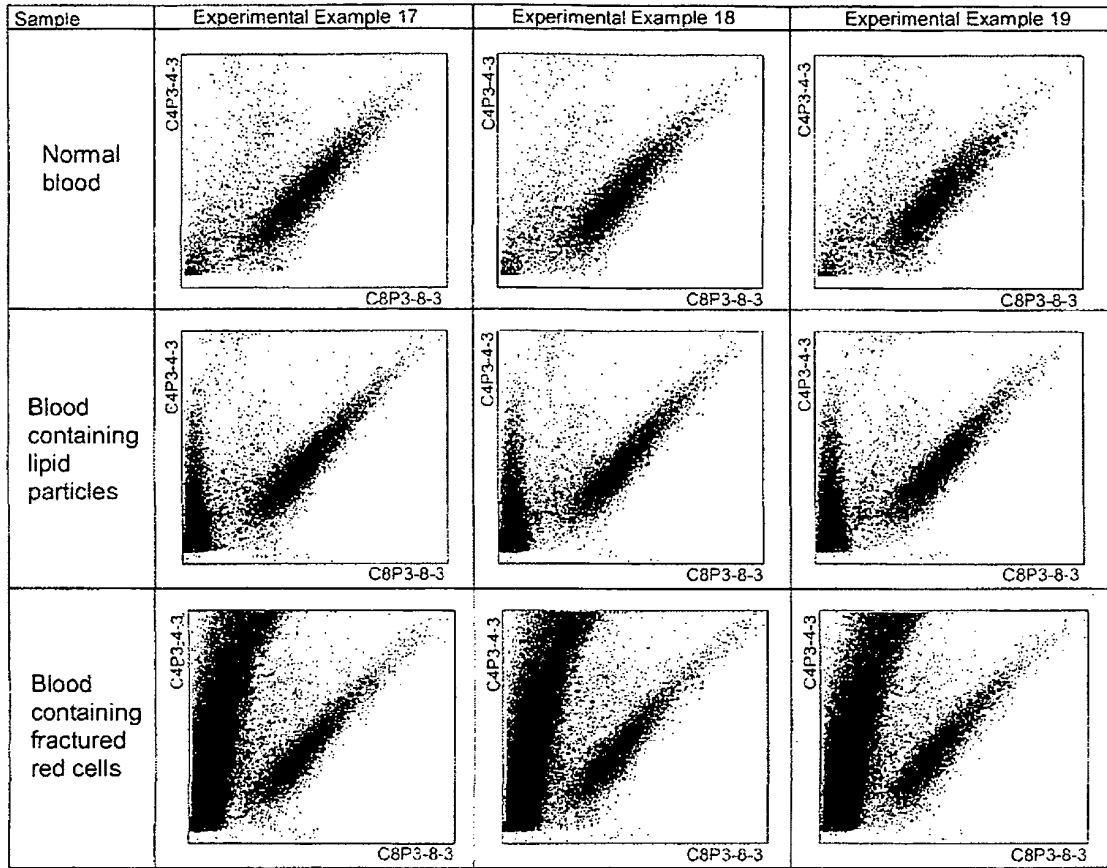 Sample
Experimental Example 17
Experimental Example 18
Experimental Example 19
Normal
blood
C4P3-4-3
C8P3-8-3
C4P3-4-3
C8P3-8-3
C4P3-4-3
C8P3-8-3
Blood
containing
lipid
particles
C4P3-4-3
C8P3-8-3
C4P3-4-3
C8P3-8-3
C4P3-4-3
C8P3-8-3
Blood
containing
fractured
red cells
C4P3-4-3
C8P3-8-3
C4P3-4-3
C8P3-8-3
C4P3-4-3
C8P3-8-3